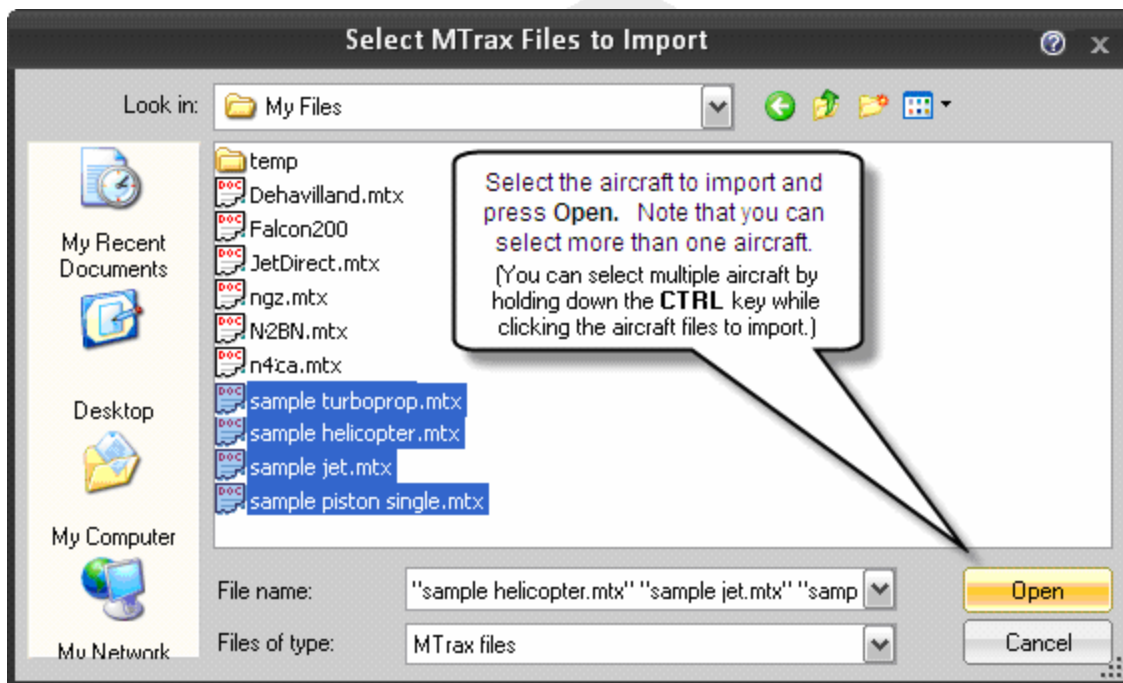 Select MTrax Files to Import
Look in:
My Files
temp
Dehavilland.mtx
Falcon200
JetDirect.mtx
ngz.mtx
N2BN.mtx
n4ica.mtx
sample turboprop.mtx
sample helicopter.mtx
sample jet.mtx
sample piston single.mtx
Select the aircraft to import and
press Open. Note that you can
select more than one aircraft.
(You can select multiple aircraft by
holding down the CTRL key while
clicking the aircraft files to import.)
My Recent
Documents
Desktop
My Computer
My Network
File name:
"sample helicopter.mtx" "sample jet.mtx" "samp
Open
Files of type:
MTrax files
Cancel